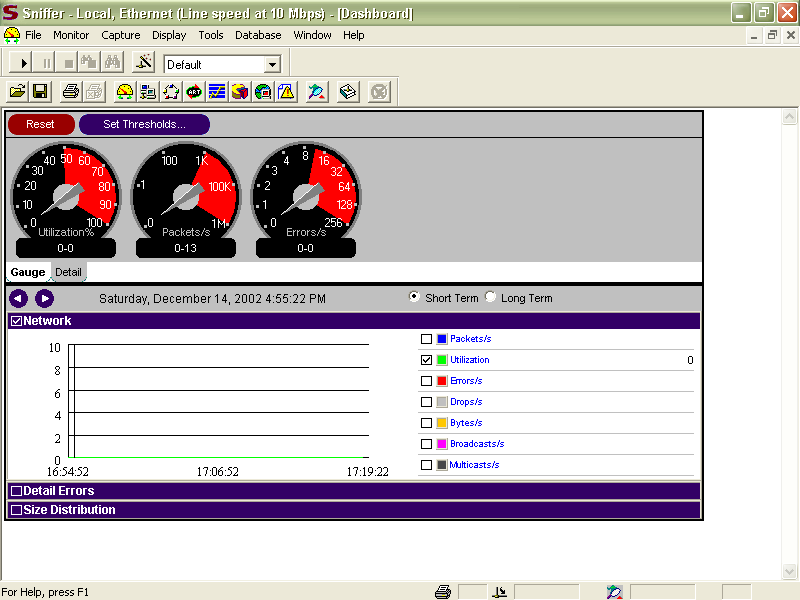 Sniffer - Local, Ethernet (Line speed at 10 Mbps) - [Dashboard]
File Monitor Capture Display Tools Database Window Help
Default
ART
Reset Set Thresholds...
0 10 20 30 40 50 60 70 80 90 100
Utilization%
0-0
0 1 100 1K 100K 1M
Packets/s
0-13
0 1 2 3 4 8 16 32 64 128 256
Errors/s
0-0
Gauge Detail
Saturday, December 14, 2002 4:55:22 PM Short Term Long Term
Network
10
8
6
4
2
0
16:54:52 17:06:52 17:19:22
Packets/s
Utilization 0
Errors/s
Drops/s
Bytes/s
Broadcasts/s
Multicasts/s
Detail Errors
Size Distribution
For Help, press F1